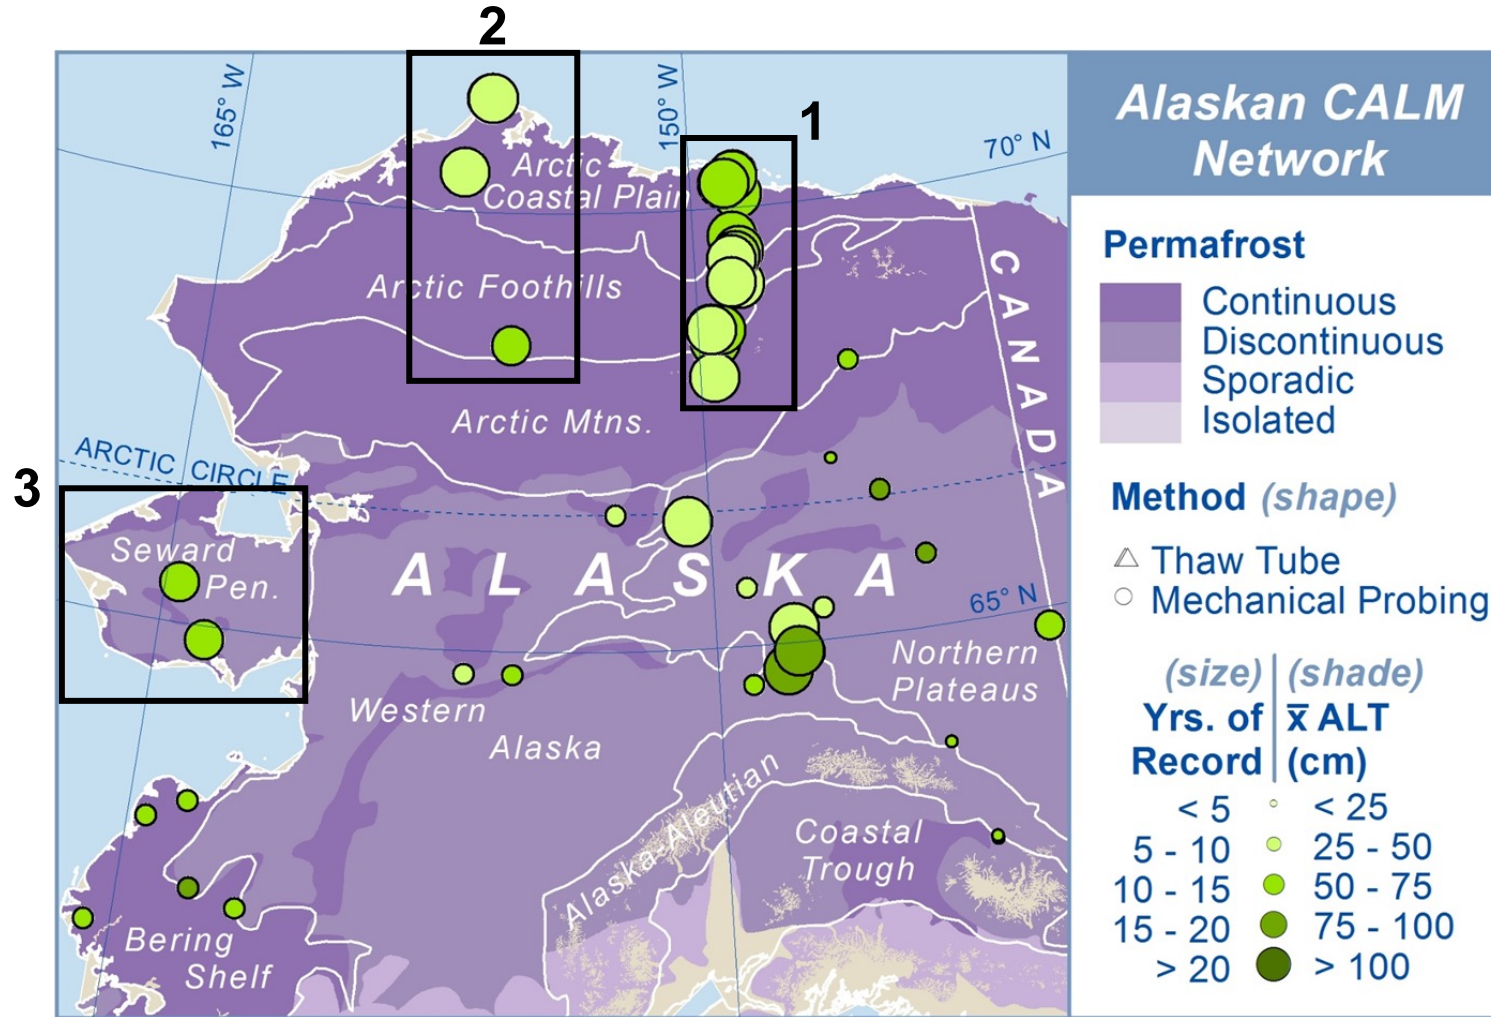 2
1
165° W
150° W
70° N
Arctic
Coastal Plain
Arctic Foothills
CANADA
Arctic Mtns.
ARCTIC CIRCLE
3
Seward
Pen.
ALASKA
65° N
Northern
Plateaus
Western
Alaska
Alaska-Aleutian
Coastal
Trough
Bering
Shelf
Alaskan CALM
Network
Permafrost
Continuous
Discontinuous
Sporadic
Isolated
Method (shape)
Thaw Tube
Mechanical Probing
(size) (shade)
Yrs. of x̅ ALT
Record (cm)
< 5 < 25
5 - 10 25 - 50
10 - 15 50 - 75
15 - 20 75 - 100
> 20 > 100